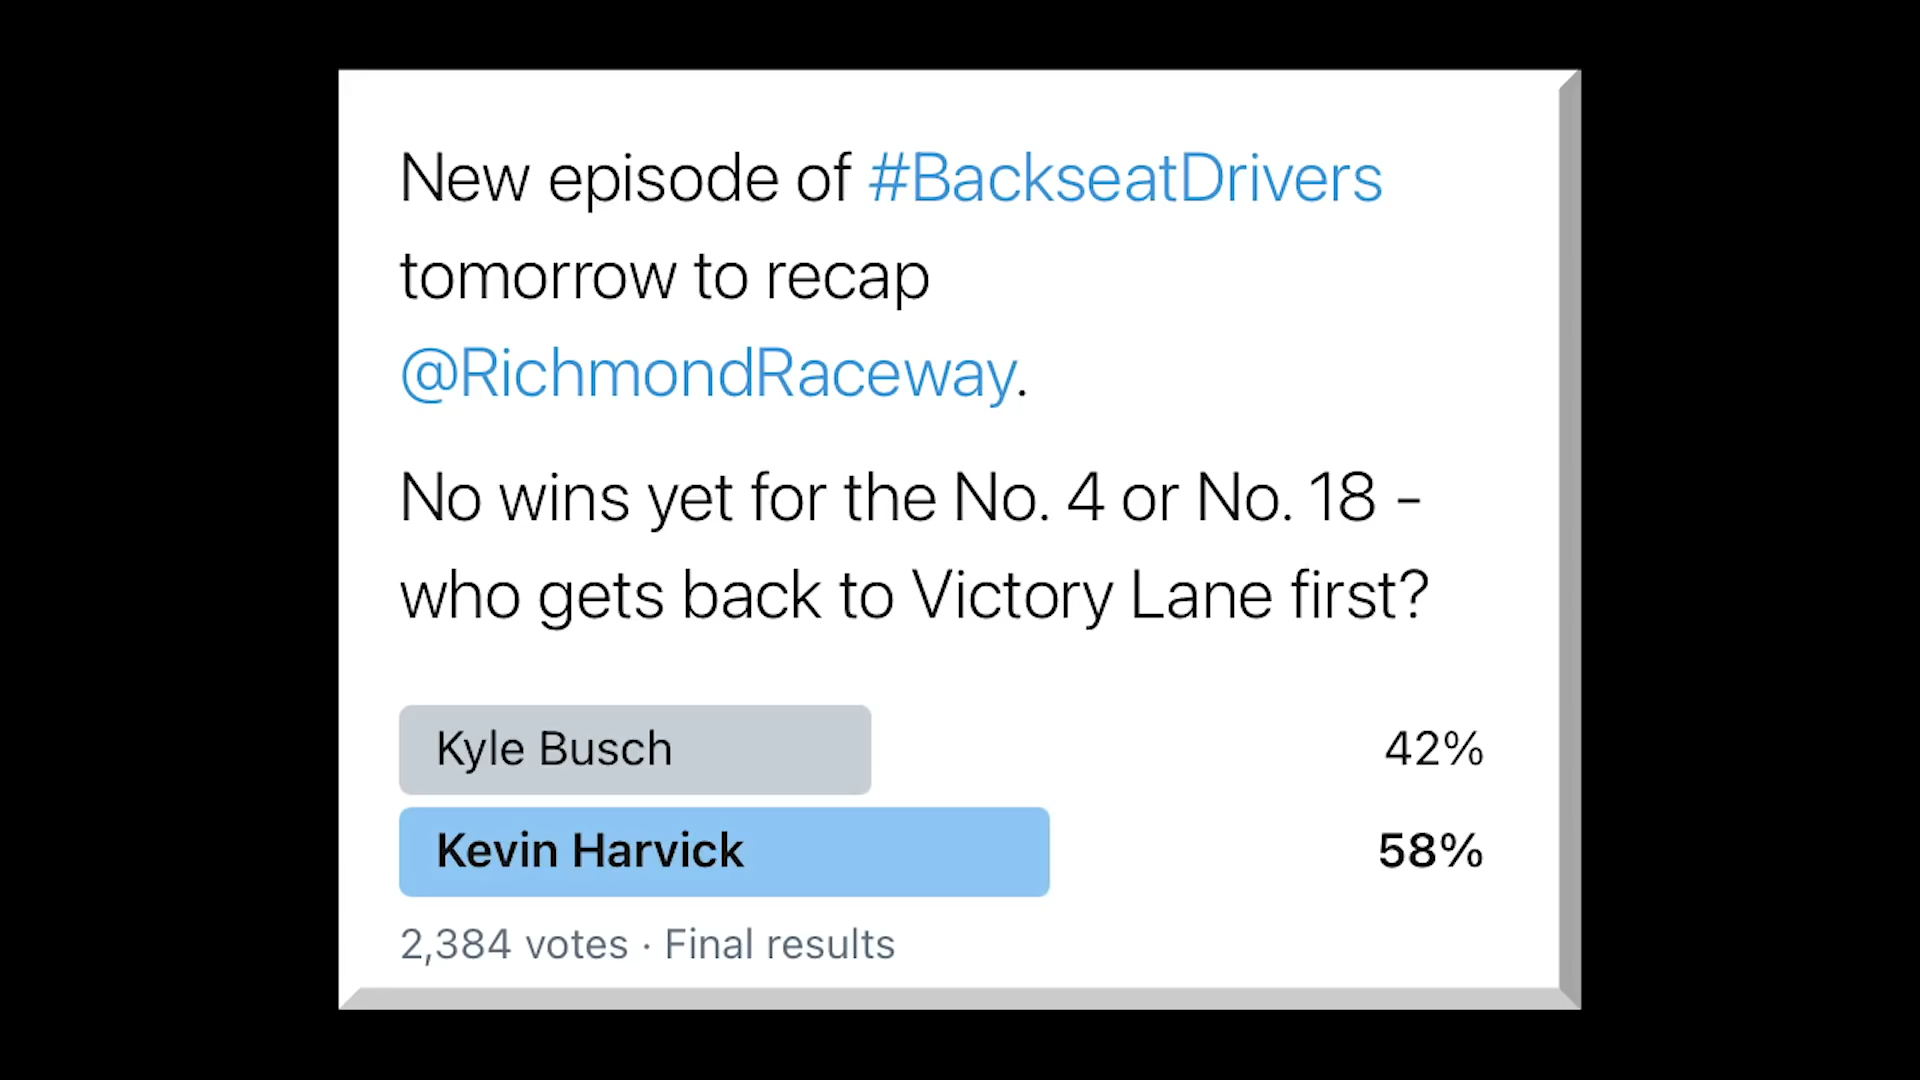 New episode of #BackseatDrivers
tomorrow to recap
@RichmondRaceway.
No wins yet for the No. 4 or No. 18 -
who gets back to Victory Lane first?
Kyle Busch 42%
Kevin Harvick 58%
2,384 votes · Final results